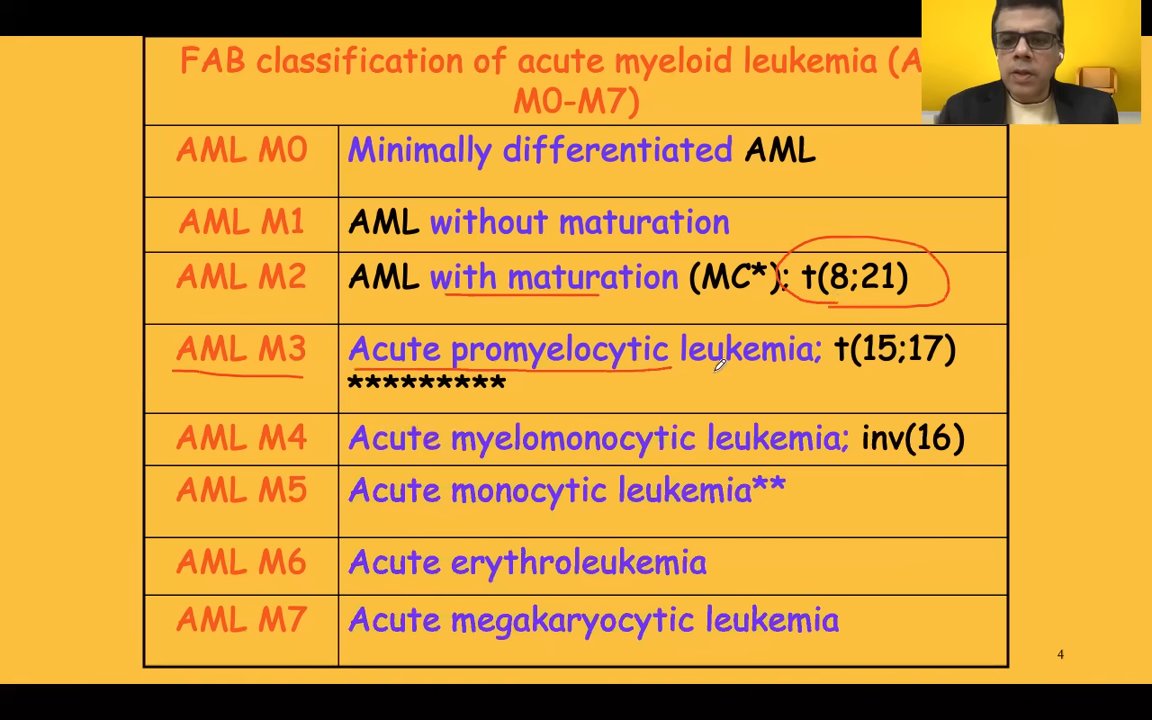 FAB classification of acute myeloid leukemia (A
M0-M7)
AML M0 Minimally differentiated AML
AML M1 AML without maturation
AML M2 AML with maturation (MC*); t(8;21)
AML M3 Acute promyelocytic leukemia; t(15;17)
*********
AML M4 Acute myelomonocytic leukemia; inv(16)
AML M5 Acute monocytic leukemia**
AML M6 Acute erythroleukemia
AML M7 Acute megakaryocytic leukemia
4